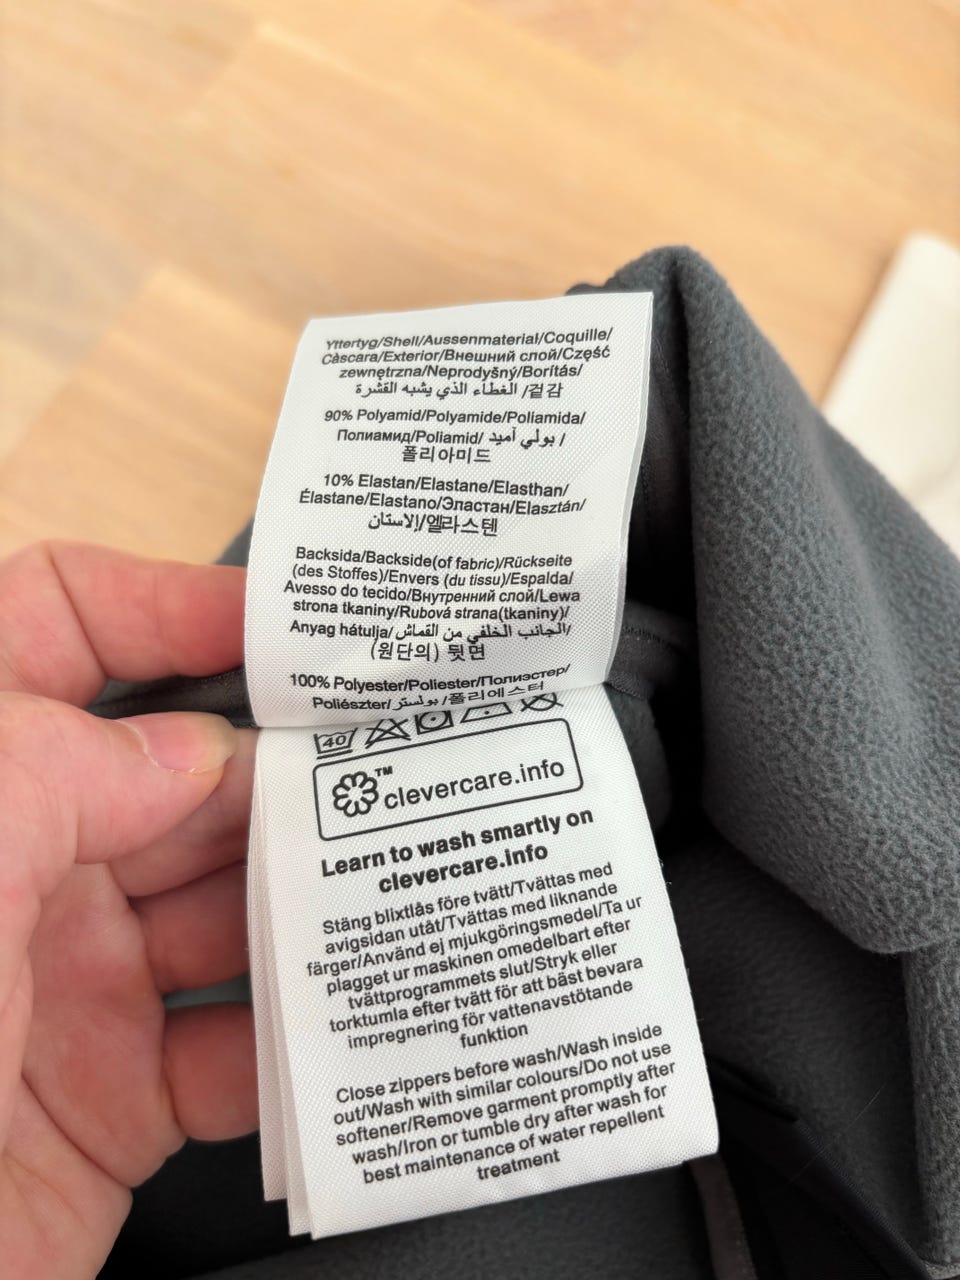 Yttertyg/Shell/Aussenmaterial/Coquille/
Càscara/Exterior/Внешний слой/Część
zewnętrzna/Neprodyšný/Borítás/
الغطاء الذي يشبه القشرة /겉감
90% Polyamid/Polyamide/Poliamida/
Полиамид/Poliamid/ بولي آميد /
폴리아미드
10% Elastan/Elastane/Elasthan/
Élastane/Elastano/Эластан/Elasztán/
إلاستان/엘라스텐
Backsida/Backside(of fabric)/Rückseite
(des Stoffes)/Envers (du tissu)/Espalda/
Avesso do tecido/Внутренний слой/Lewa
strona tkaniny/Rubová strana(tkaniny)/
Anyag hátulja/الجانب الخلفي من القماش/
(원단의) 뒷면
100% Polyester/Poliester/Полиэстер/
Poliészter/بولستر /폴리에스터
40
TM
clevercare.info
Learn to wash smartly on
clevercare.info
Stäng blixtlås före tvätt/Tvättas med
avigsidan utåt/Tvättas med liknande
färger/Använd ej mjukgöringsmedel/Ta ur
plagget ur maskinen omedelbart efter
tvättprogrammets slut/Stryk eller
torktumla efter tvätt för att bäst bevara
impregnering för vattenavstötande
funktion
Close zippers before wash/Wash inside
out/Wash with similar colours/Do not use
softener/Remove garment promptly after
wash/Iron or tumble dry after wash for
best maintenance of water repellent
treatment